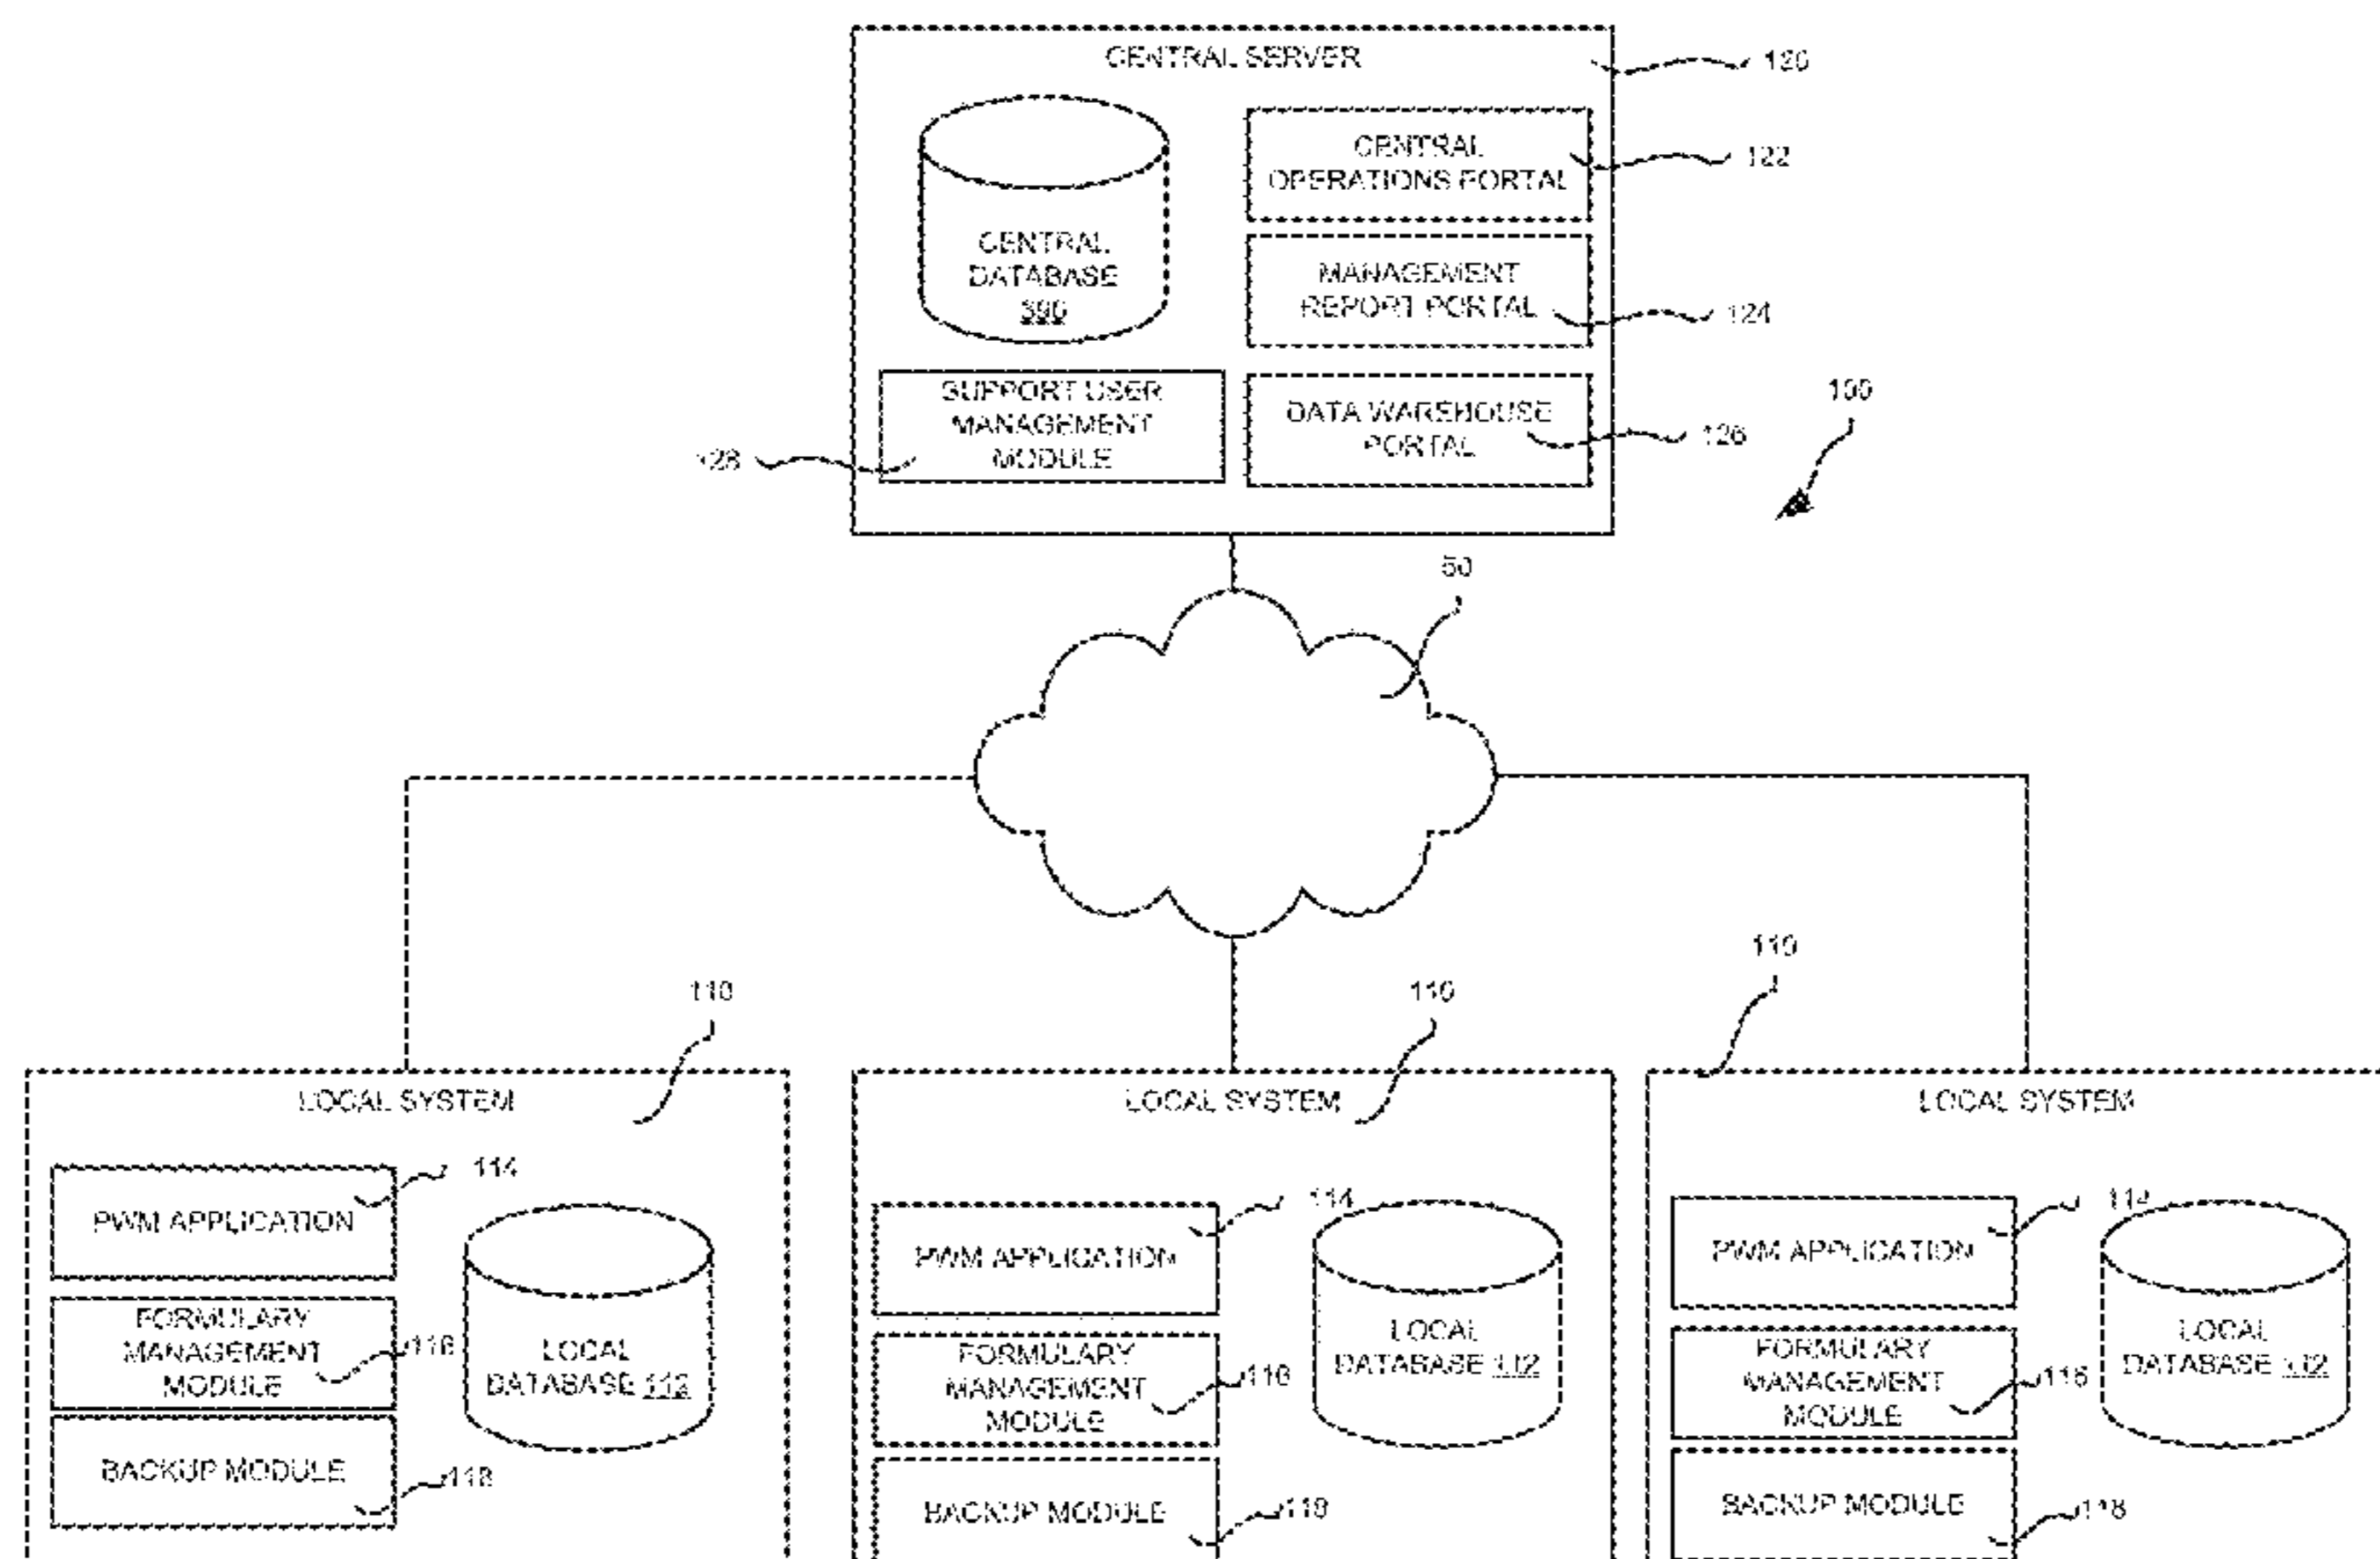 CENTRAL SERVER
120
CENTRAL
OPERATIONS PORTAL
122
CENTRAL
DATABASE
MANAGEMENT
REPORT PORTAL
124
SUPPORT USER
MANAGEMENT
MODULE
128
DATA WAREHOUSE
PORTAL
126
100
50
110
110
110
LOCAL SYSTEM
LOCAL SYSTEM
LOCAL SYSTEM
114
PWM APPLICATION
FORMULARY
MANAGEMENT
MODULE
116
LOCAL
DATABASE 112
BACKUP MODULE
118
114
PWM APPLICATION
FORMULARY
MANAGEMENT
MODULE
116
LOCAL
DATABASE 112
BACKUP MODULE
118
114
PWM APPLICATION
FORMULARY
MANAGEMENT
MODULE
116
LOCAL
DATABASE 112
BACKUP MODULE
118